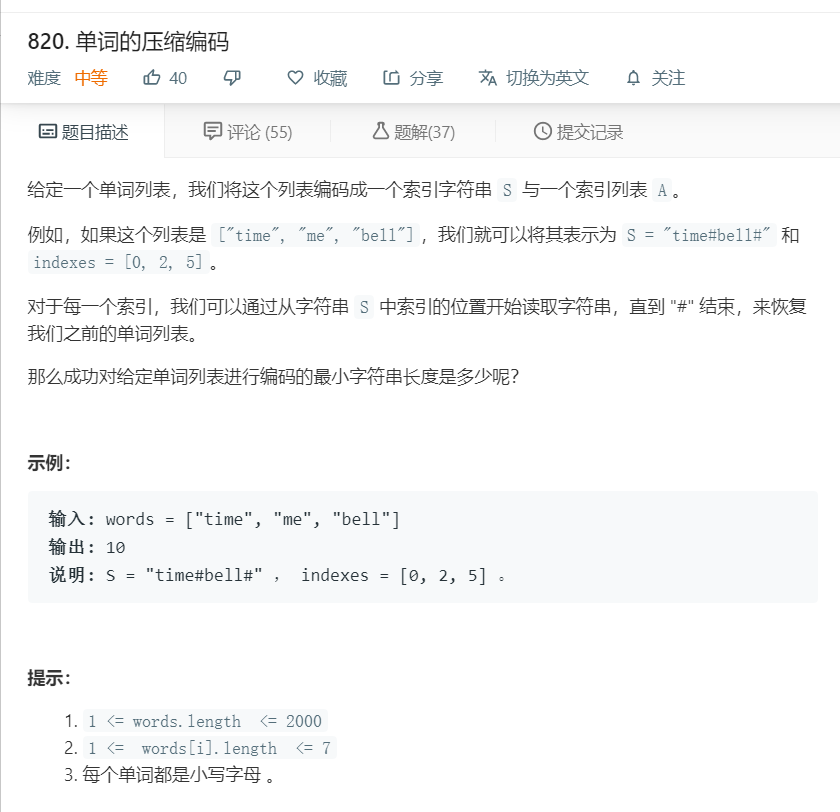 820. 单词的压缩编码
难度 中等 40 收藏 分享 切换为英文 关注
题目描述 评论 (55) 题解(37) 提交记录
给定一个单词列表，我们将这个列表编码成一个索引字符串 S 与一个索引列表 A 。
例如，如果这个列表是 ["time", "me", "bell"] ，我们就可以将其表示为 S = "time#bell#" 和
indexes = [0, 2, 5] 。
对于每一个索引，我们可以通过从字符串 S 中索引的位置开始读取字符串，直到 "#" 结束，来恢复
我们之前的单词列表。
那么成功对给定单词列表进行编码的最小字符串长度是多少呢？
示例：
输入: words = ["time", "me", "bell"]
输出: 10
说明: S = "time#bell#" ， indexes = [0, 2, 5] 。
提示：
1. 1 <= words.length <= 2000
2. 1 <= words[i].length <= 7
3. 每个单词都是小写字母 。